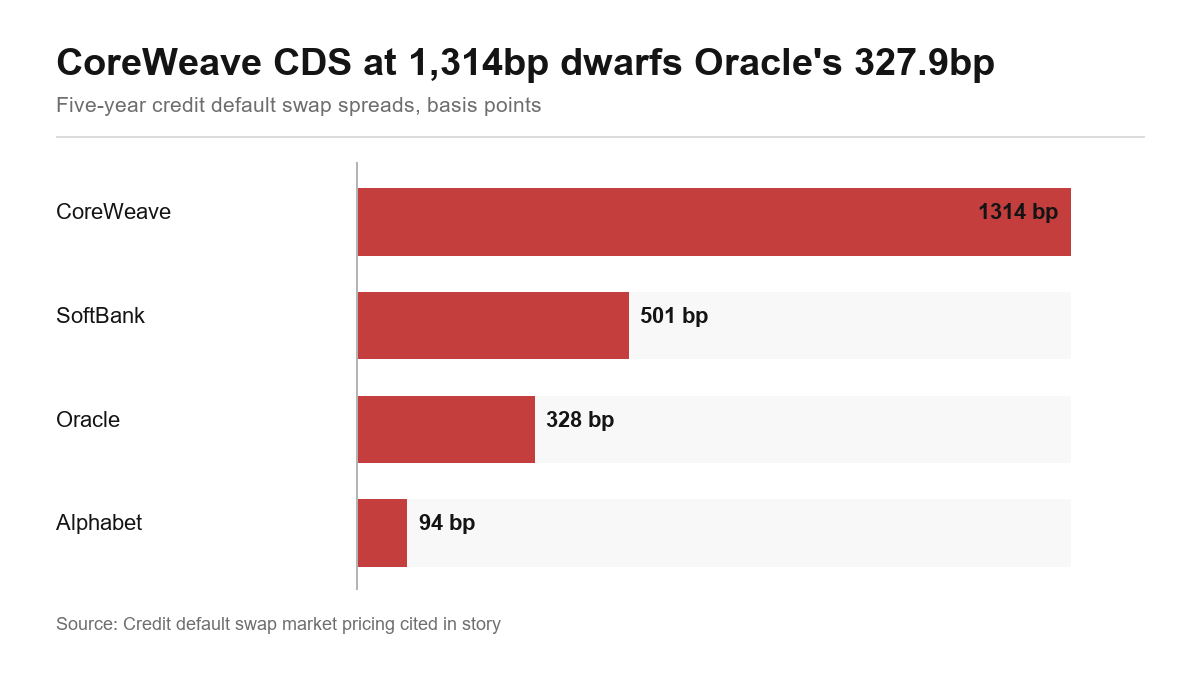 CoreWeave CDS at 1,314bp dwarfs Oracle's 327.9bp
Five-year credit default swap spreads, basis points
CoreWeave
1314 bp
SoftBank
501 bp
Oracle
328 bp
Alphabet
94 bp
Source: Credit default swap market pricing cited in story